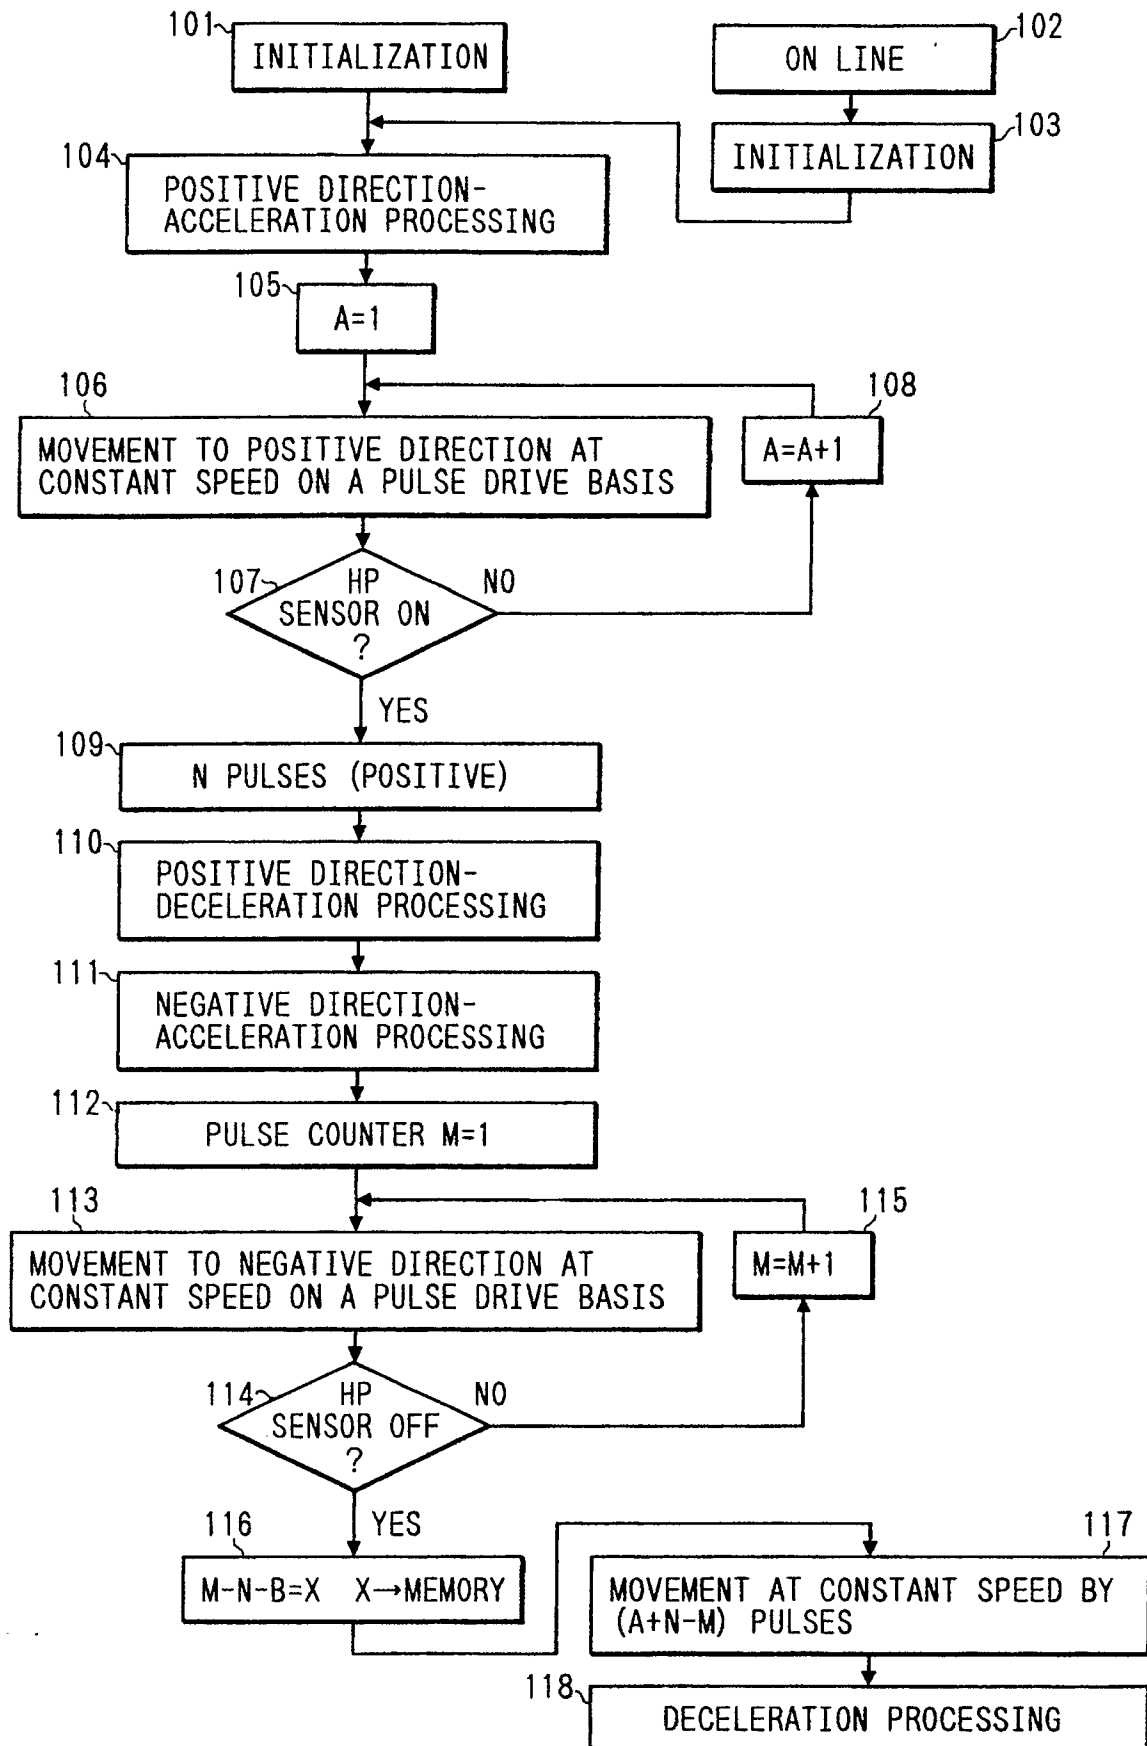 101
INITIALIZATION
102
ON LINE
103
INITIALIZATION
104
POSITIVE DIRECTION-
ACCELERATION PROCESSING
105
A=1
106
MOVEMENT TO POSITIVE DIRECTION AT
CONSTANT SPEED ON A PULSE DRIVE BASIS
108
A=A+1
107
HP
SENSOR ON
?
NO
YES
109
N PULSES (POSITIVE)
110
POSITIVE DIRECTION-
DECELERATION PROCESSING
111
NEGATIVE DIRECTION-
ACCELERATION PROCESSING
112
PULSE COUNTER M=1
113
MOVEMENT TO NEGATIVE DIRECTION AT
CONSTANT SPEED ON A PULSE DRIVE BASIS
115
M=M+1
114
HP
SENSOR OFF
?
NO
YES
116
M-N-B=X X→MEMORY
117
MOVEMENT AT CONSTANT SPEED BY
(A+N-M) PULSES
118
DECELERATION PROCESSING